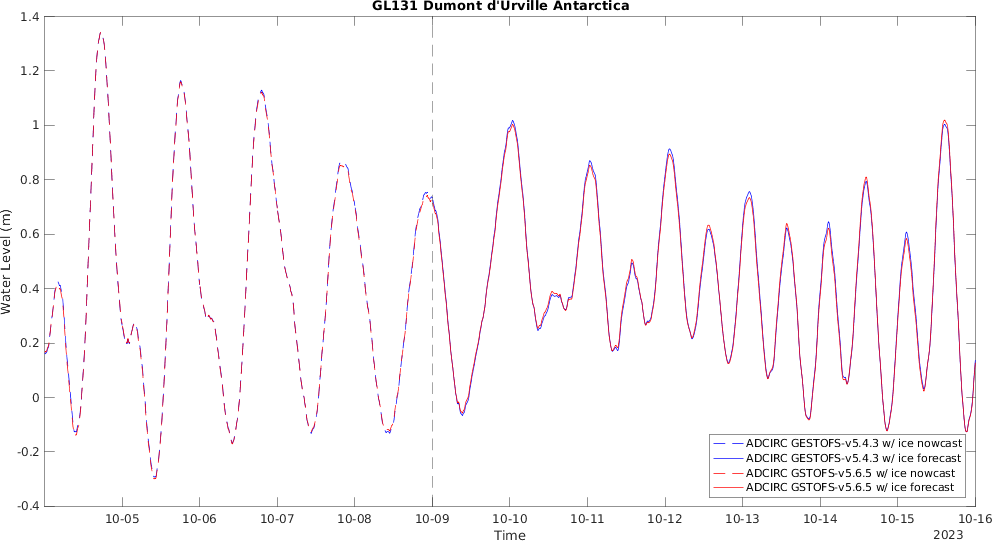 GL131 Dumont d'Urville Antarctica
1.4
1.2
1
0.8
0.6
0.4
0.2
0
-0.2
-0.4
Water Level (m)
10-05 10-06 10-07 10-08 10-09 10-10 10-11 10-12 10-13 10-14 10-15 10-16
Time
2023
ADCIRC GESTOFS-v5.4.3 w/ ice nowcast
ADCIRC GESTOFS-v5.4.3 w/ ice forecast
ADCIRC GSTOFS-v5.6.5 w/ ice nowcast
ADCIRC GSTOFS-v5.6.5 w/ ice forecast